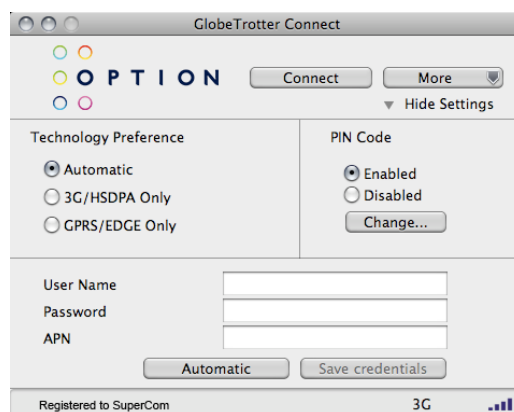 GlobeTrotter Connect
OPTION
Connect
More
Hide Settings
Technology Preference
Automatic
3G/HSDPA Only
GPRS/EDGE Only
PIN Code
Enabled
Disabled
Change...
User Name
Password
APN
Automatic
Save credentials
Registered to SuperCom
3G